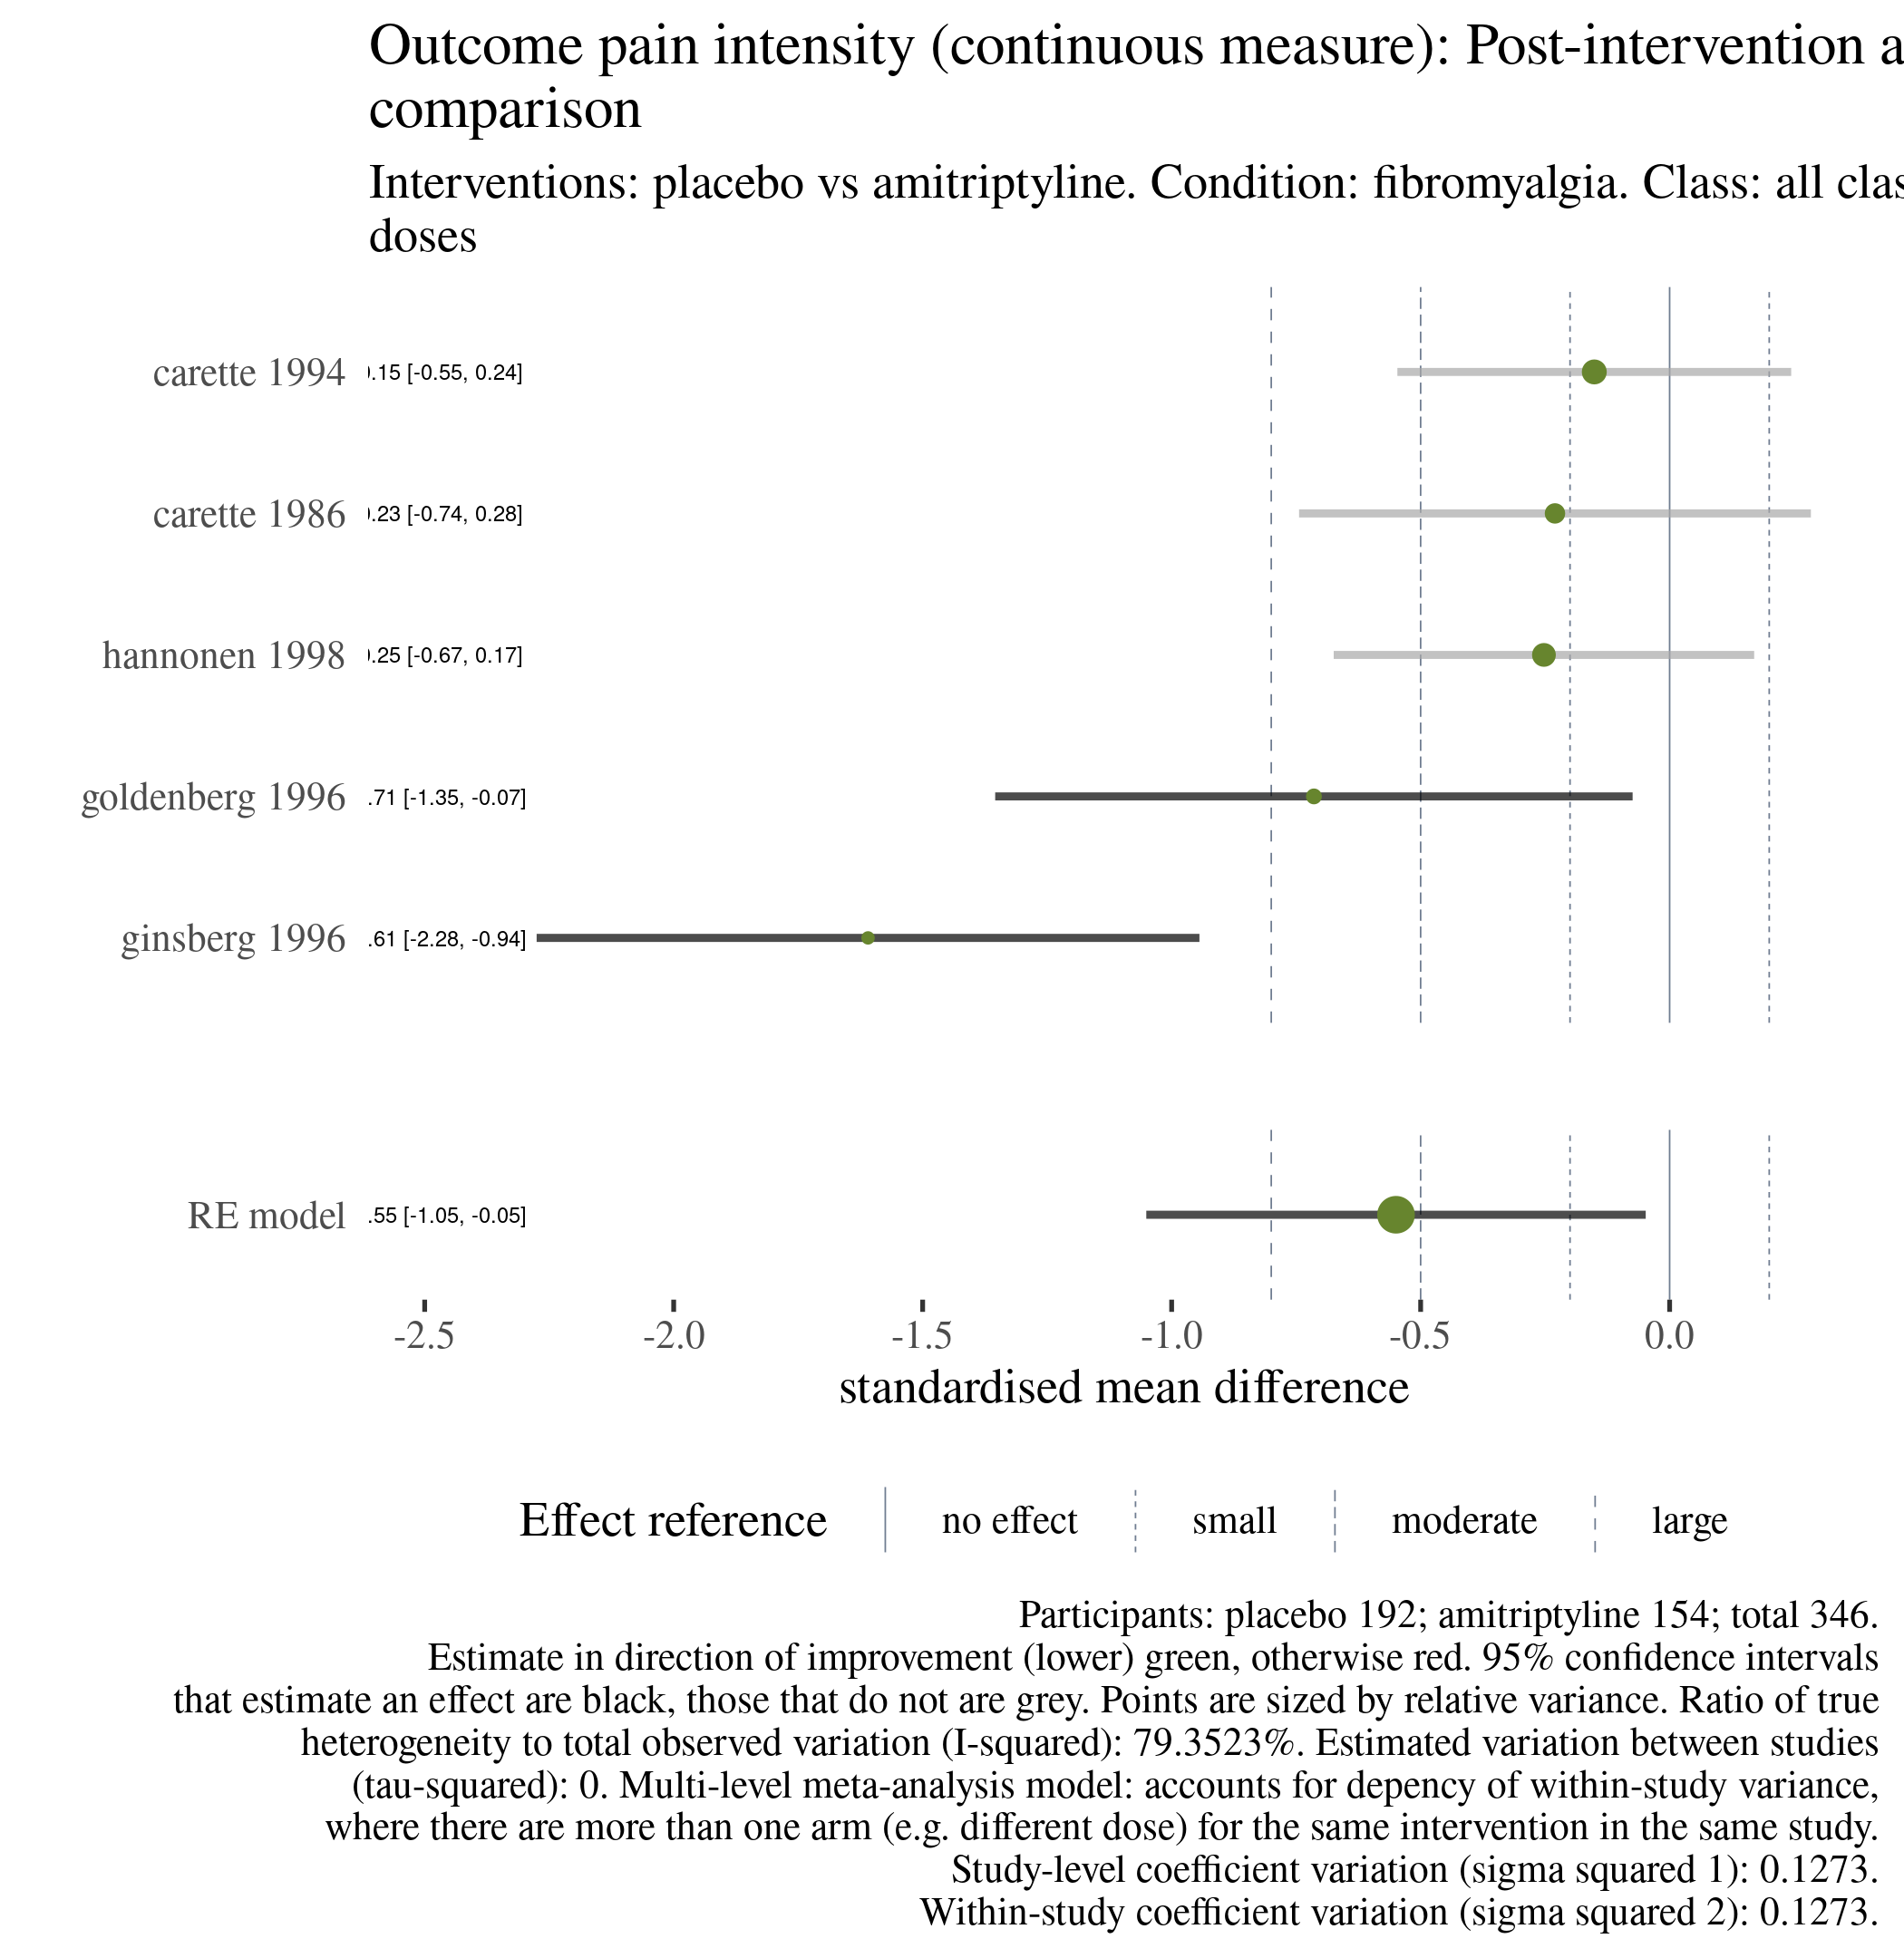 Outcome pain intensity (continuous measure): Post-intervention a
comparison
Interventions: placebo vs amitriptyline. Condition: fibromyalgia. Class: all clas
doses
carette 1994 .15 [-0.55, 0.24]
carette 1986 .23 [-0.74, 0.28]
hannonen 1998 .25 [-0.67, 0.17]
goldenberg 1996 .71 [-1.35, -0.07]
ginsberg 1996 .61 [-2.28, -0.94]
RE model .55 [-1.05, -0.05]
-2.5 -2.0 -1.5 -1.0 -0.5 0.0
standardised mean difference
Effect reference no effect small moderate large
Participants: placebo 192; amitriptyline 154; total 346.
Estimate in direction of improvement (lower) green, otherwise red. 95% confidence intervals
that estimate an effect are black, those that do not are grey. Points are sized by relative variance. Ratio of true
heterogeneity to total observed variation (I-squared): 79.3523%. Estimated variation between studies
(tau-squared): 0. Multi-level meta-analysis model: accounts for depency of within-study variance,
where there are more than one arm (e.g. different dose) for the same intervention in the same study.
Study-level coefficient variation (sigma squared 1): 0.1273.
Within-study coefficient variation (sigma squared 2): 0.1273.